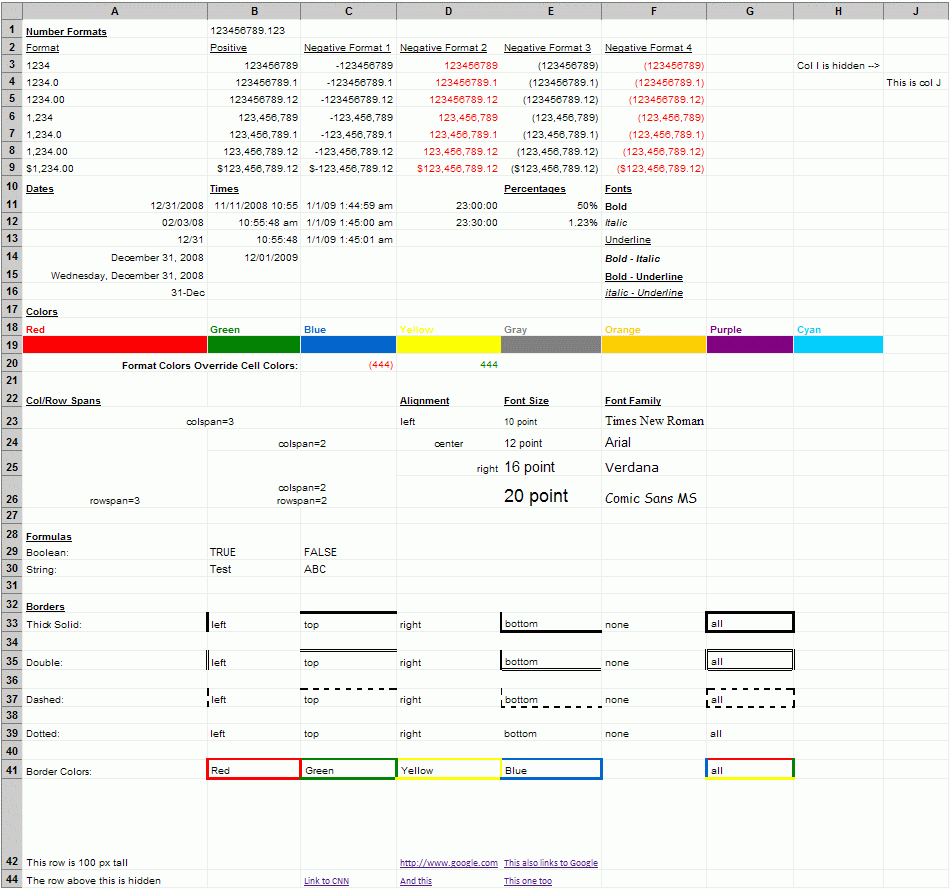 A B C D E F G H J
1 Number Formats 123456789.123
2 Format Positive Negative Format 1 Negative Format 2 Negative Format 3 Negative Format 4
3 1234 123456789 -123456789 123456789 (123456789) (123456789) Col I is hidden -->
4 1234.0 123456789.1 -123456789.1 123456789.1 (123456789.1) (123456789.1) This is col J
5 1234.00 123456789.12 -123456789.12 123456789.12 (123456789.12) (123456789.12)
6 1,234 123,456,789 -123,456,789 123,456,789 (123,456,789) (123,456,789)
7 1,234.0 123,456,789.1 -123,456,789.1 123,456,789.1 (123,456,789.1) (123,456,789.1)
8 1,234.00 123,456,789.12 -123,456,789.12 123,456,789.12 (123,456,789.12) (123,456,789.12)
9 $1,234.00 $123,456,789.12 $-123,456,789.12 $123,456,789.12 ($123,456,789.12) ($123,456,789.12)
10 Dates Times Percentages Fonts
11 12/31/2008 11/11/2008 10:55 1/1/09 1:44:59 am 23:00:00 50% Bold
12 02/03/08 10:55:48 am 1/1/09 1:45:00 am 23:30:00 1.23% Italic
13 12/31 10:55:48 1/1/09 1:45:01 am Underline
14 December 31, 2008 12/01/2009 Bold - Italic
15 Wednesday, December 31, 2008 Bold - Underline
16 31-Dec italic - Underline
17 Colors
18 Red Green Blue Yellow Gray Orange Purple Cyan
19
20 Format Colors Override Cell Colors: (444) 444
21
22 Col/Row Spans Alignment Font Size Font Family
23 colspan=3 left 10 point Times New Roman
24 colspan=2 center 12 point Arial
25 right 16 point Verdana
colspan=2
26 rowspan=3 rowspan=2 20 point Comic Sans MS
27
28 Formulas
29 Boolean: TRUE FALSE
30 String: Test ABC
31
32 Borders
33 Thick Solid: left top right bottom none all
34
35 Double: left top right bottom none all
36
37 Dashed: left top right bottom none all
38
39 Dotted: left top right bottom none all
40
41 Border Colors: Red Green Yellow Blue all
42 This row is 100 px tall http://www.google.com This also links to Google
44 The row above this is hidden Link to CNN And this This one too